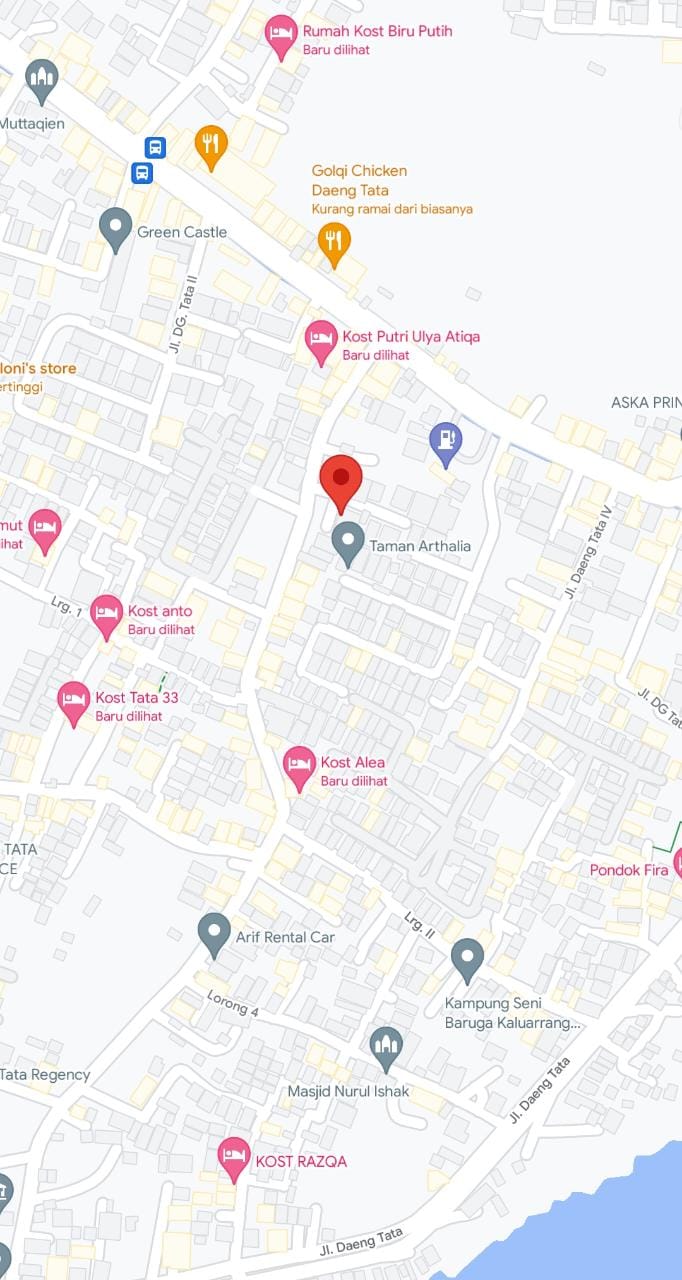 Rumah Kost Biru Putih
Baru dilihat
Muttaqien
Golqi Chicken
Daeng Tata
Kurang ramai dari biasanya
Green Castle
Jl. DG. Tata II
Kost Putri Ulya Atiqa
Baru dilihat
loni's store
ertinggi
ASKA PRIN
mut
ihat
Taman Arthalia
Jl. Daeng Tata IV
Lrg. 1
Kost anto
Baru dilihat
Kost Tata 33
Baru dilihat
Jl. DG Tat
Kost Alea
Baru dilihat
TATA
CE
Pondok Fira
Lrg. II
Arif Rental Car
Kampung Seni
Baruga Kaluarrang...
Lorong 4
Tata Regency
Masjid Nurul Ishak
Jl. Daeng Tata
KOST RAZQA
Jl. Daeng Tata